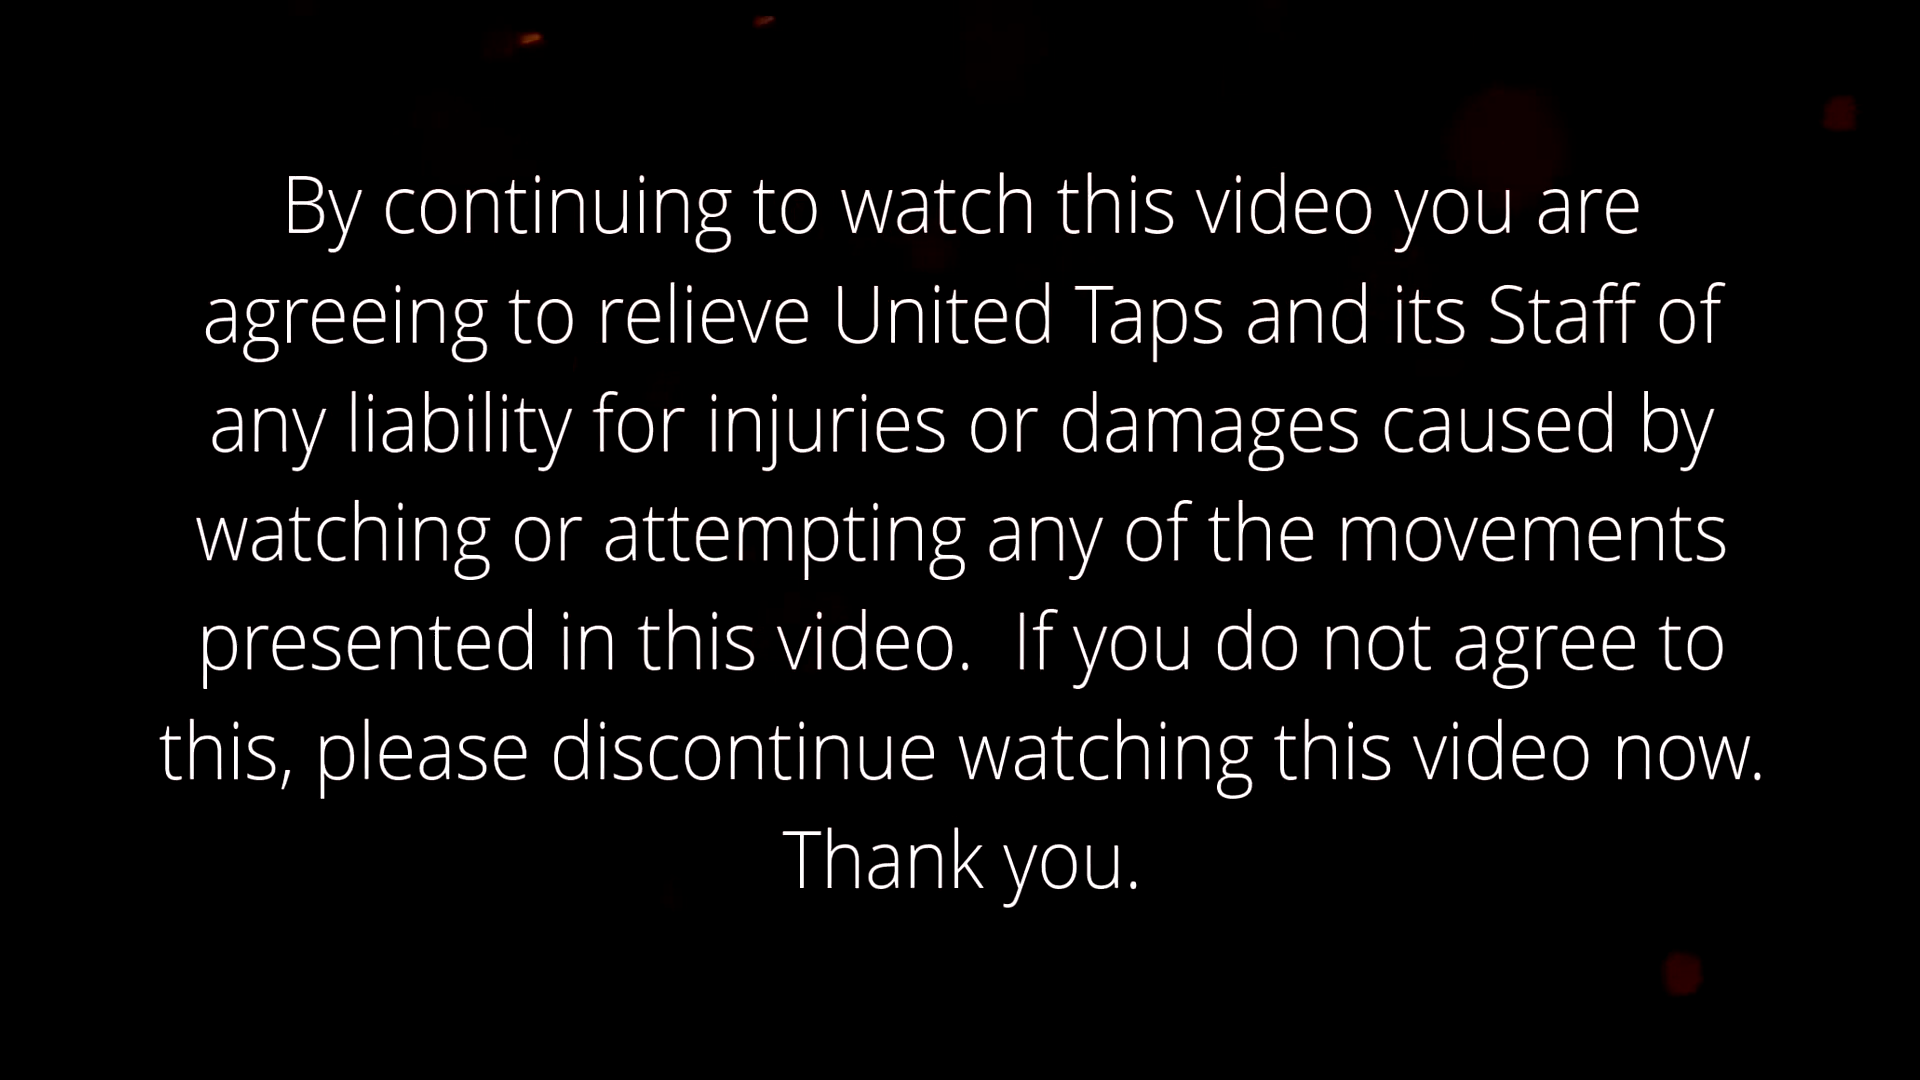 By continuing to watch this video you are
agreeing to relieve United Taps and its Staff of
any liability for injuries or damages caused by
watching or attempting any of the movements
presented in this video.  If you do not agree to
this, please discontinue watching this video now.
Thank you.